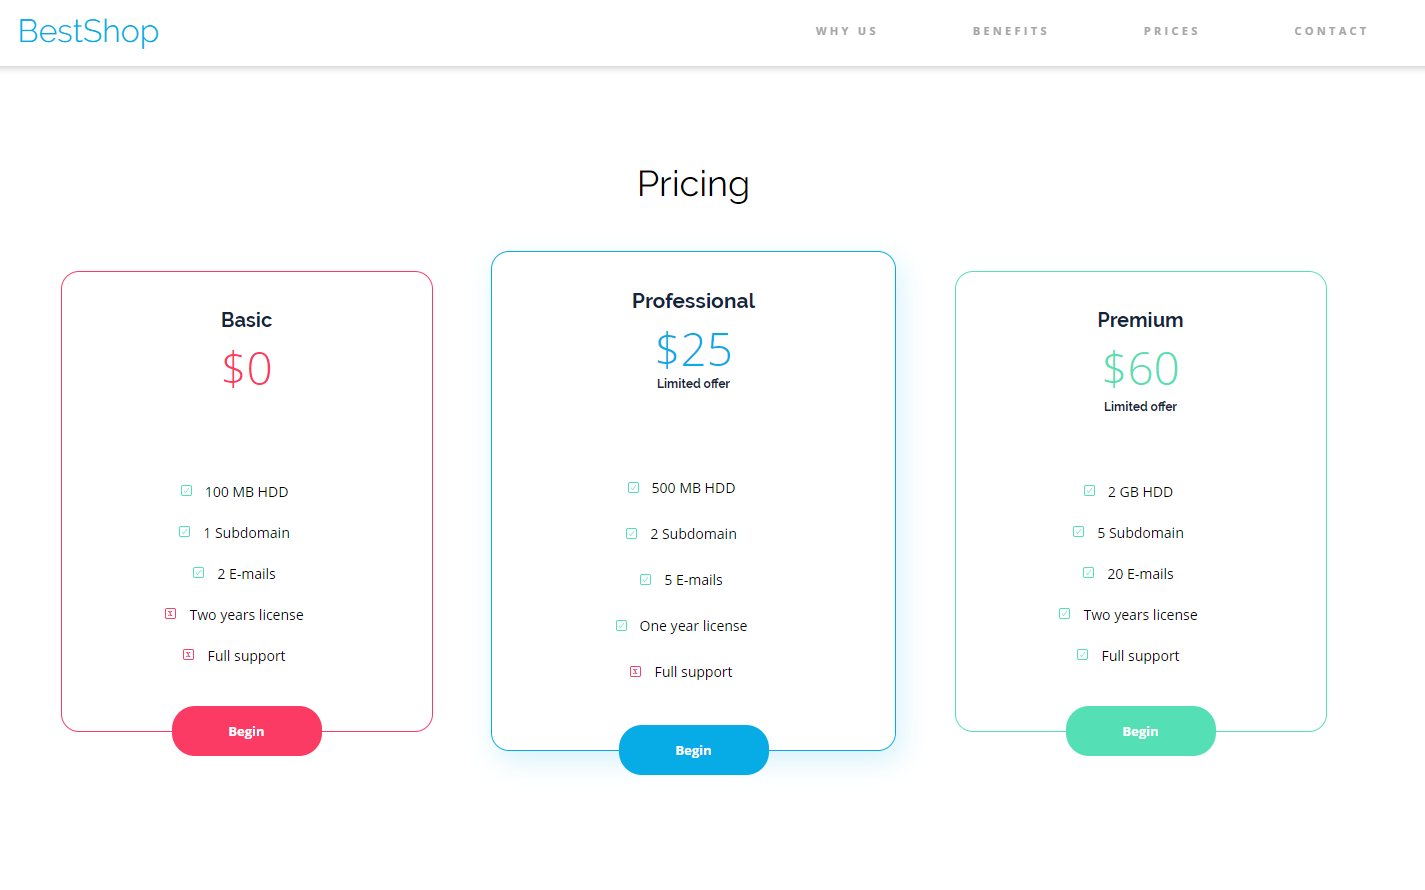 BestShop
WHY US
BENEFITS
PRICES
CONTACT
Pricing
Basic
$0
100 MB HDD
1 Subdomain
2 E-mails
Two years license
Full support
Begin
Professional
$25
Limited offer
500 MB HDD
2 Subdomain
5 E-mails
One year license
Full support
Begin
Premium
$60
Limited offer
2 GB HDD
5 Subdomain
20 E-mails
Two years license
Full support
Begin